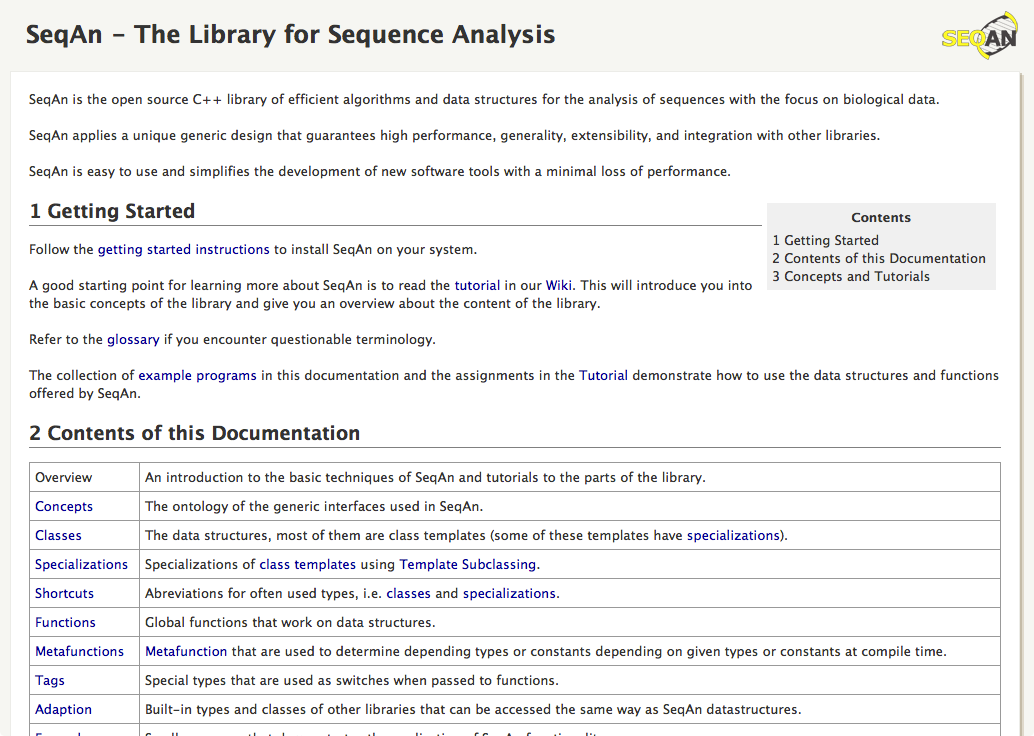 SeqAn – The Library for Sequence Analysis
SEQAN
SeqAn is the open source C++ library of efficient algorithms and data structures for the analysis of sequences with the focus on biological data.
SeqAn applies a unique generic design that guarantees high performance, generality, extensibility, and integration with other libraries.
SeqAn is easy to use and simplifies the development of new software tools with a minimal loss of performance.
1 Getting Started
Contents
1 Getting Started
2 Contents of this Documentation
3 Concepts and Tutorials
Follow the getting started instructions to install SeqAn on your system.
A good starting point for learning more about SeqAn is to read the tutorial in our Wiki. This will introduce you into
the basic concepts of the library and give you an overview about the content of the library.
Refer to the glossary if you encounter questionable terminology.
The collection of example programs in this documentation and the assignments in the Tutorial demonstrate how to use the data structures and functions
offered by SeqAn.
2 Contents of this Documentation
Overview An introduction to the basic techniques of SeqAn and tutorials to the parts of the library.
Concepts The ontology of the generic interfaces used in SeqAn.
Classes The data structures, most of them are class templates (some of these templates have specializations).
Specializations Specializations of class templates using Template Subclassing.
Shortcuts Abreviations for often used types, i.e. classes and specializations.
Functions Global functions that work on data structures.
Metafunctions Metafunction that are used to determine depending types or constants depending on given types or constants at compile time.
Tags Special types that are used as switches when passed to functions.
Adaption Built-in types and classes of other libraries that can be accessed the same way as SeqAn datastructures.